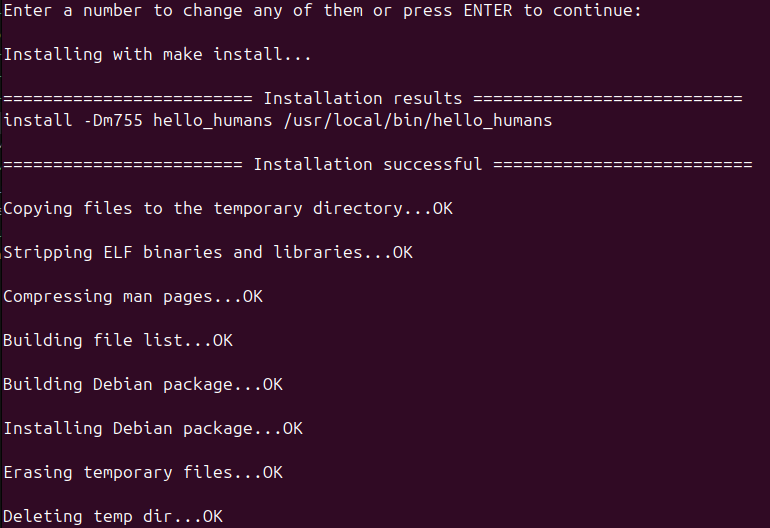 Enter a number to change any of them or press ENTER to continue:
Installing with make install...
========================= Installation results ===========================
install -Dm755 hello_humans /usr/local/bin/hello_humans
======================== Installation successful ==========================
Copying files to the temporary directory...OK
Stripping ELF binaries and libraries...OK
Compressing man pages...OK
Building file list...OK
Building Debian package...OK
Installing Debian package...OK
Erasing temporary files...OK
Deleting temp dir...OK